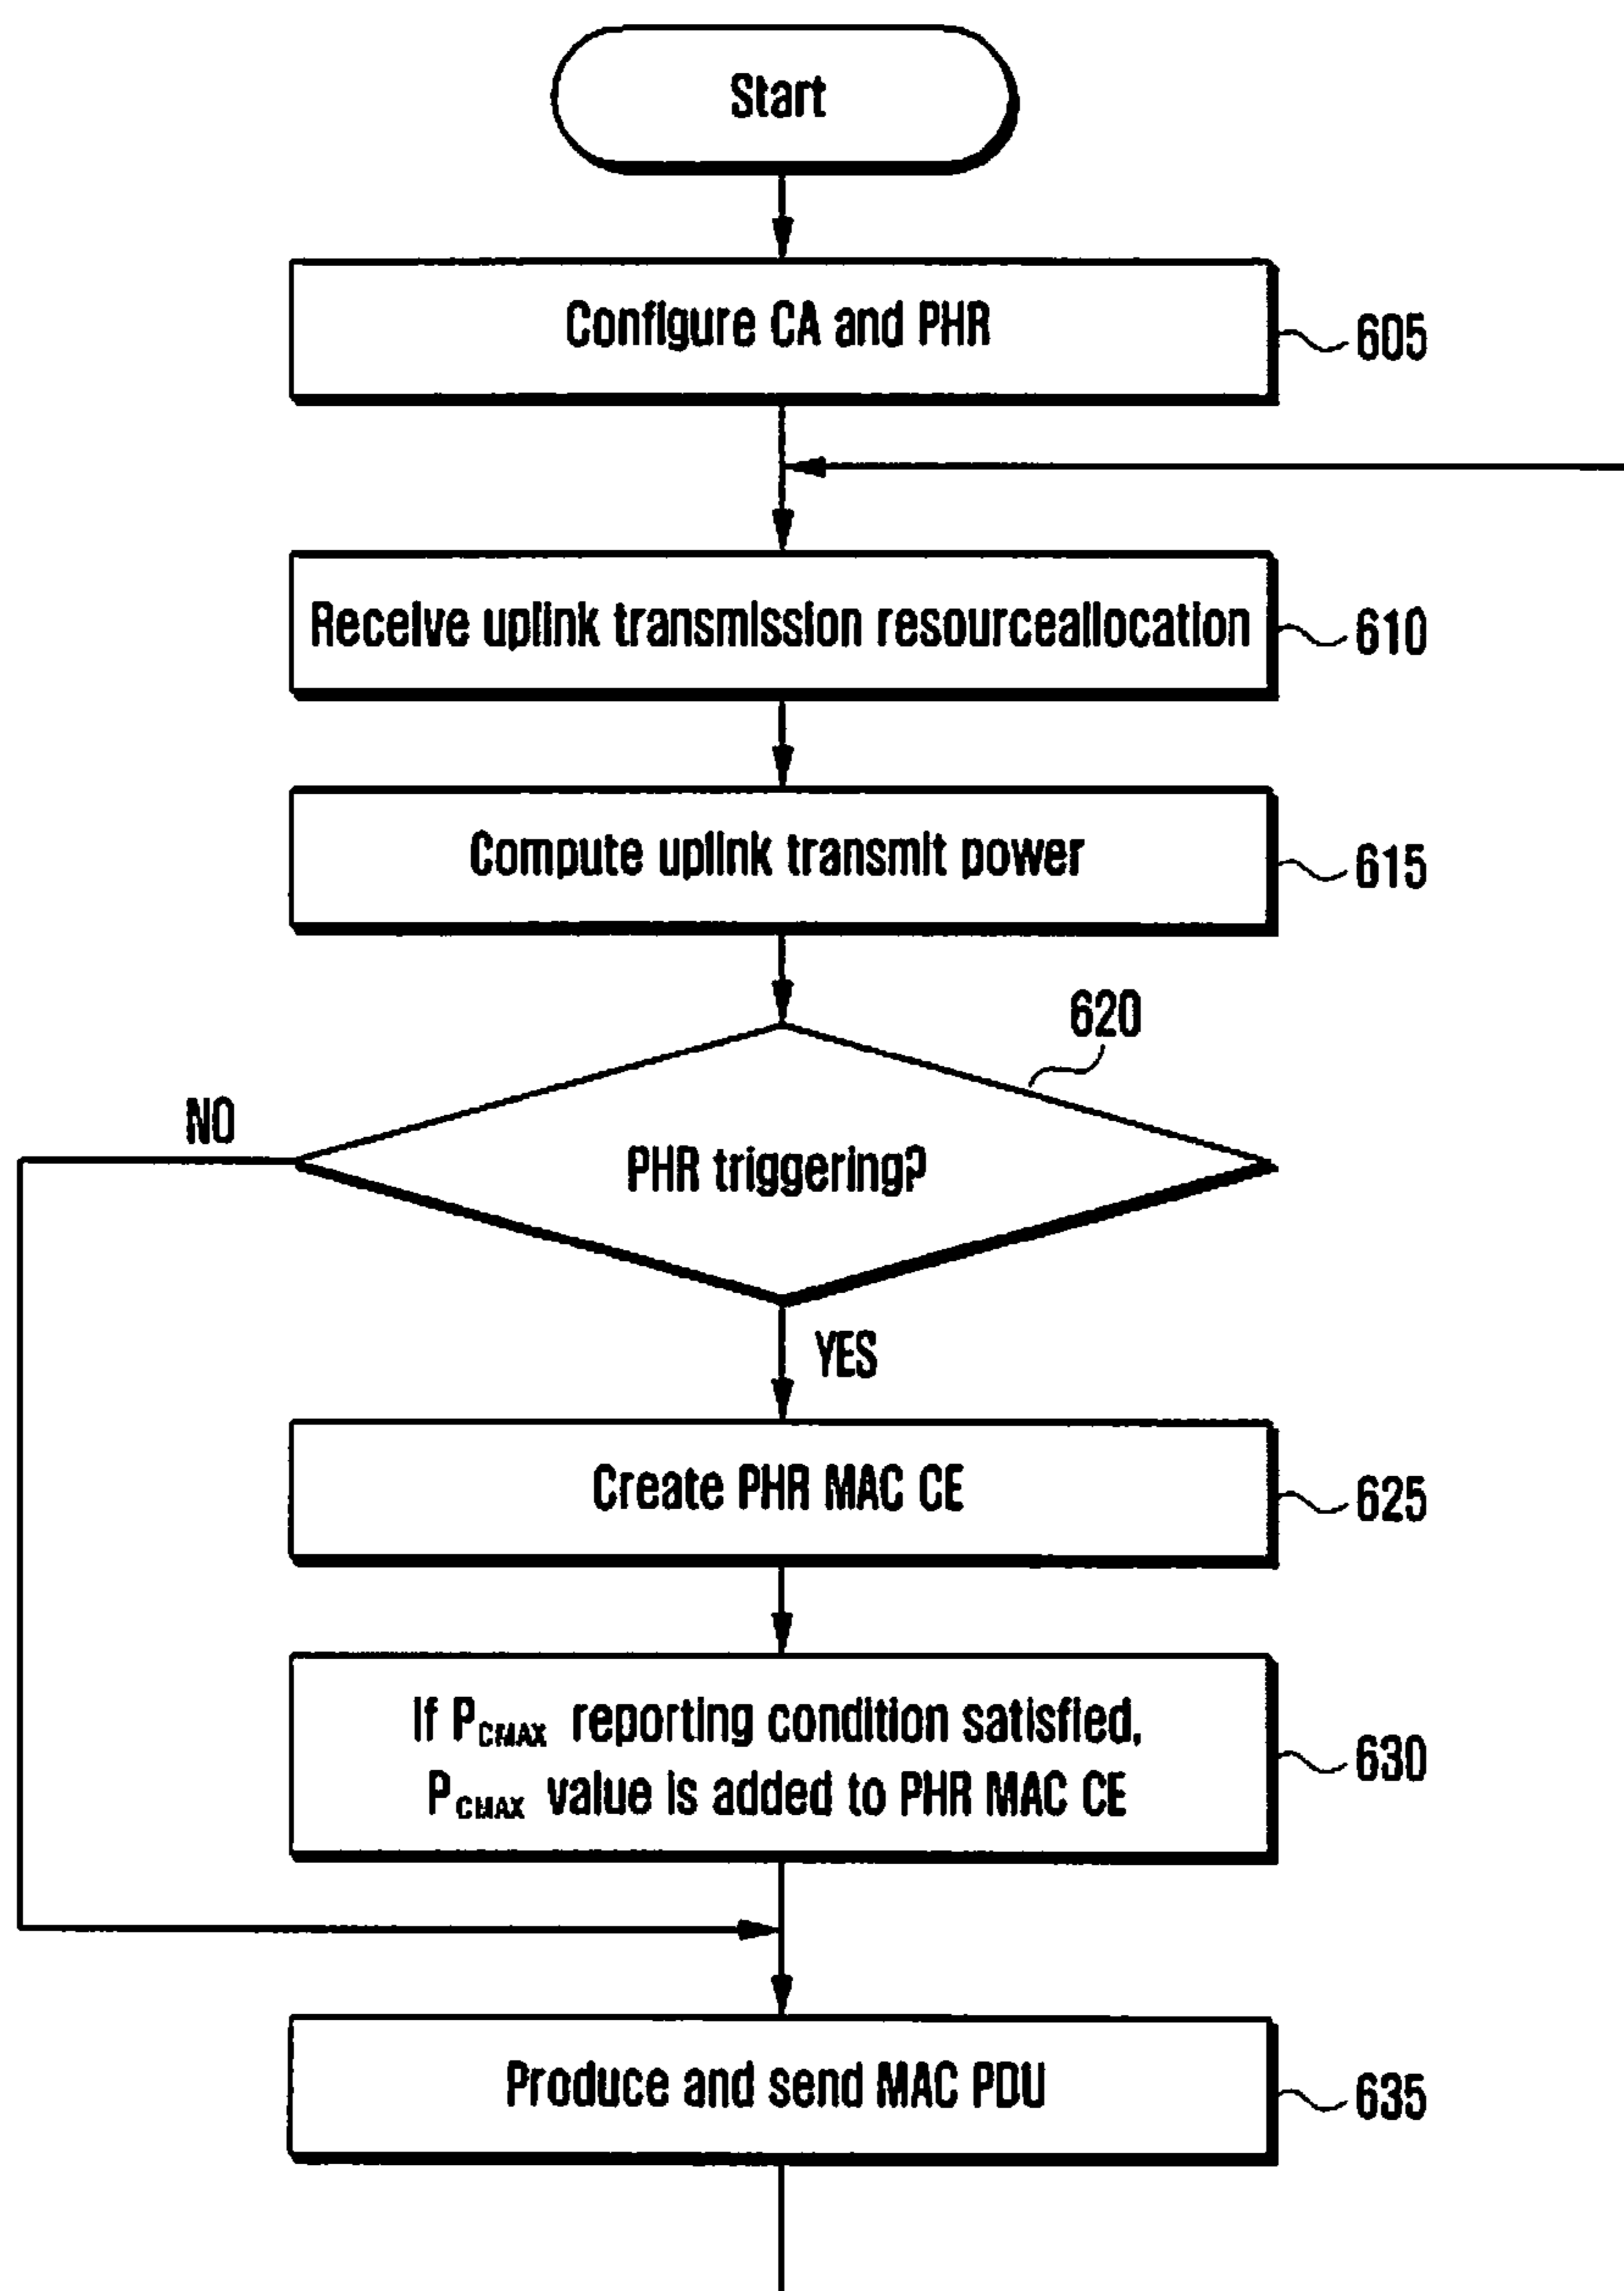 Start
Configure CA and PHR
605
Receive uplink transmission resourceallocation
610
Compute uplink transmit power
615
620
NO
PHR triggering?
YES
Create PHR MAC CE
625
If PCMAX reporting condition satisfied,
PCMAX value is added to PHR MAC CE
630
Produce and send MAC PDU
635